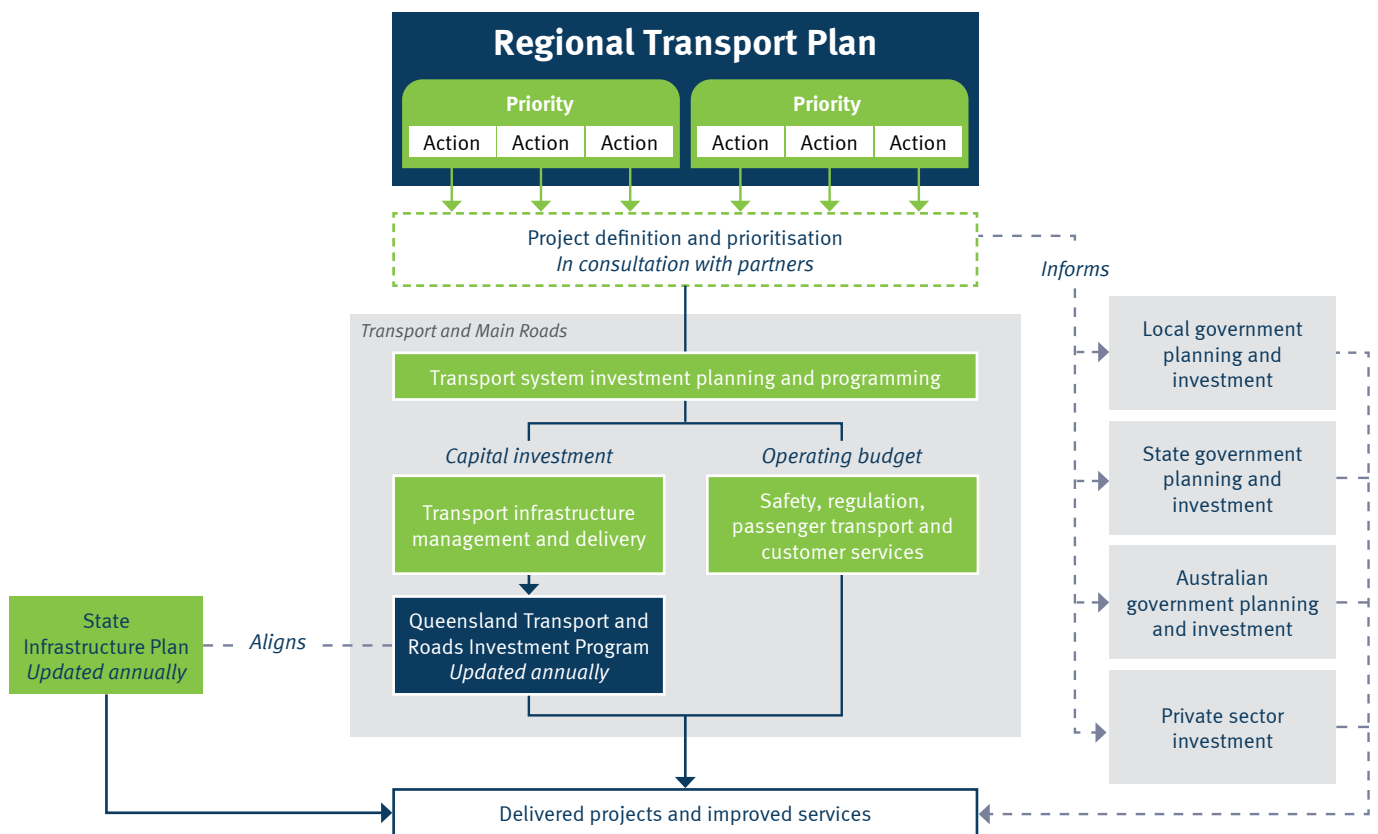 Regional Transport Plan
Priority
Action Action Action
Priority
Action Action Action
Project definition and prioritisation
In consultation with partners
Informs
Transport and Main Roads
Transport system investment planning and programming
Capital investment
Operating budget
Transport infrastructure
management and delivery
Safety, regulation,
passenger transport and
customer services
Queensland Transport and
Roads Investment Program
Updated annually
Aligns
State
Infrastructure Plan
Updated annually
Local government
planning and
investment
State government
planning and
investment
Australian
government planning
and investment
Private sector
investment
Delivered projects and improved services